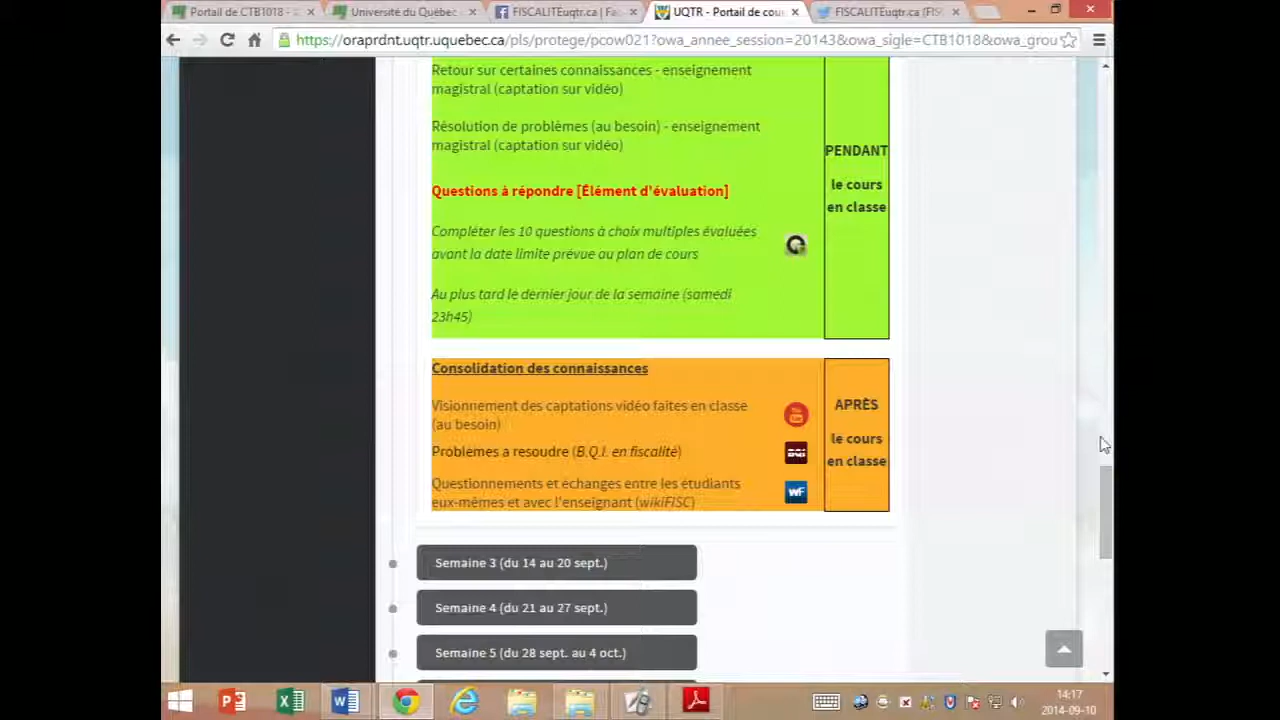 Portail de CTB1018 -
Université du Québec
FISCALITÉuqtr.ca | Fa
UQTR - Portail de cou
FISCALITÉuqtr.ca (FIS
https://oraprdnt.uqtr.uquebec.ca/pls/protege/pcow021?owa_annee_session=20143&owa_sigle=CTB1018&owa_grou
Retour sur certaines connaissances - enseignement
magistral (captation sur vidéo)
Résolution de problèmes (au besoin) - enseignement
magistral (captation sur vidéo)
Questions à répondre [Élément d'évaluation]
Compléter les 10 questions à choix multiples évaluées
avant la date limite prévue au plan de cours
Au plus tard le dernier jour de la semaine (samedi
23h45)
PENDANT
le cours
en classe
Consolidation des connaissances
Visionnement des captations vidéo faites en classe
(au besoin)
Problèmes a resoudre (B.Q.I. en fiscalité)
BQI
Questionnements et échanges entre les étudiants
eux-mêmes et avec l'enseignant (wikiFISC)
WF
APRÈS
le cours
en classe
Semaine 3 (du 14 au 20 sept.)
Semaine 4 (du 21 au 27 sept.)
Semaine 5 (du 28 sept. au 4 oct.)
14:17
2014-09-10